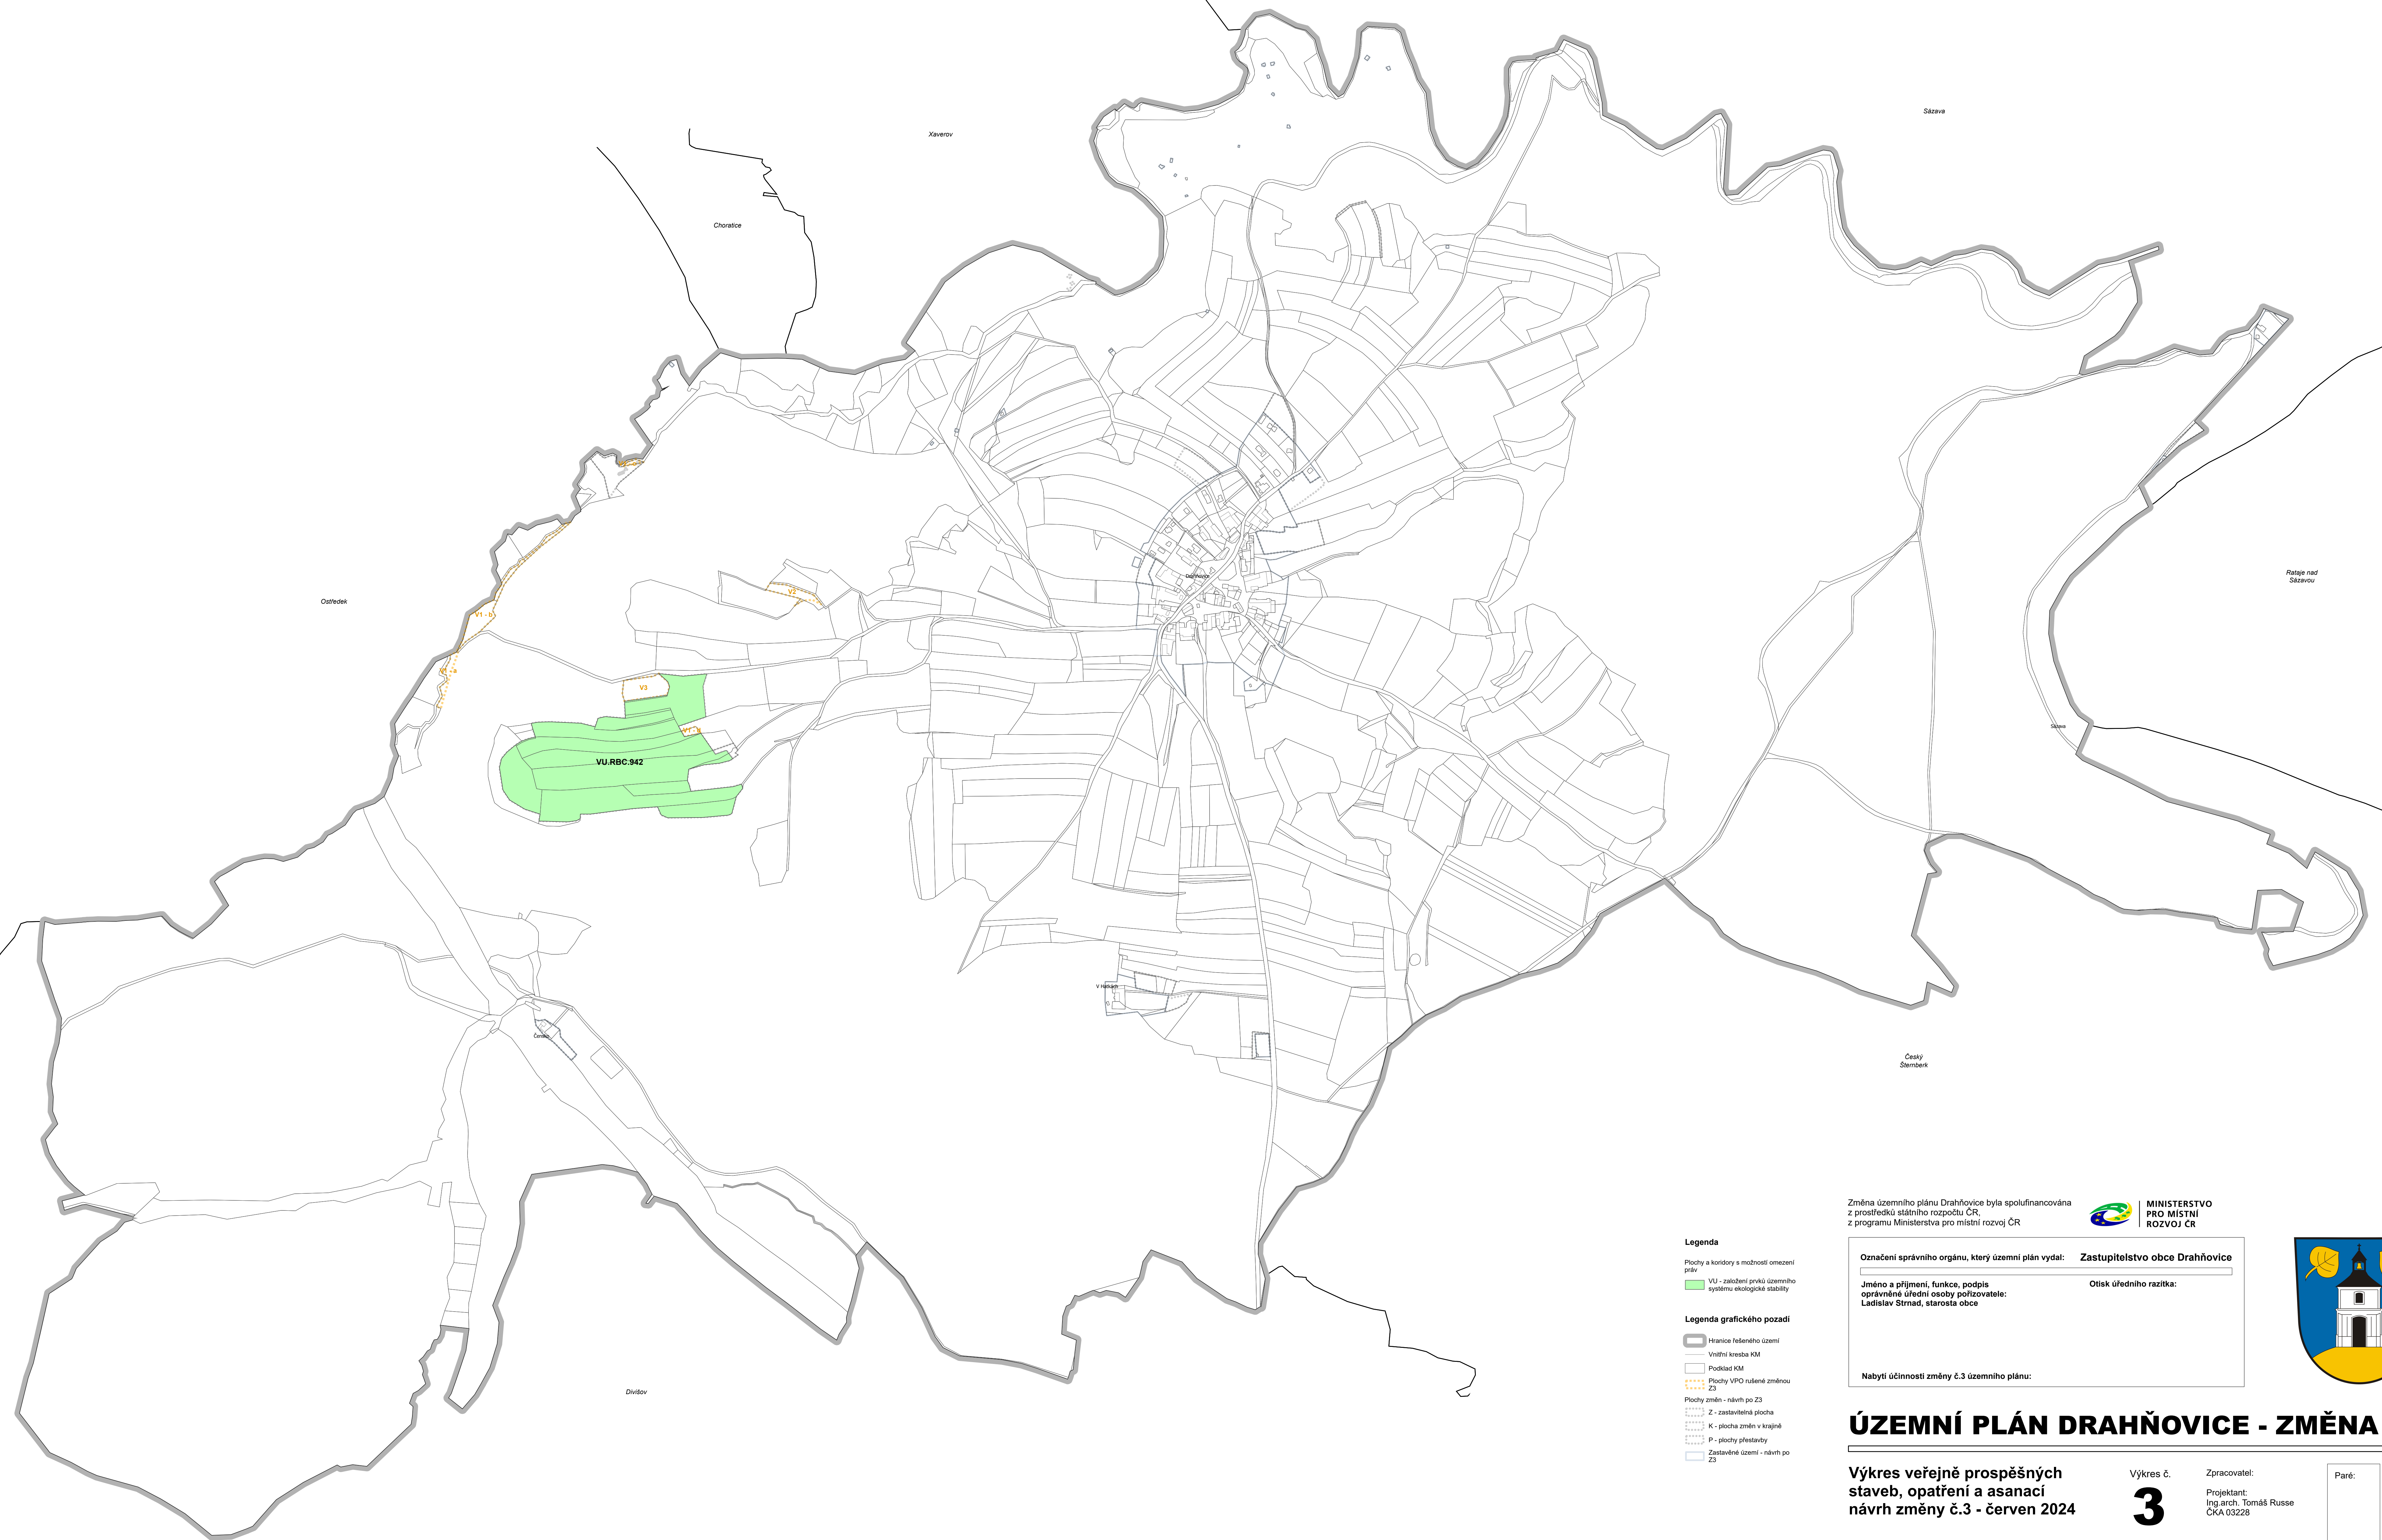 Sázava
Xaverov
Choratice
Ostředek
Rataje nad
Sázavou
Drahňovice
V2
V1 - b
V3
VU.RBC.942
Sázava
V Háčkách
Český
Šternberk
Divišov
Legenda
Plochy a koridory s možností omezení
práv
VU - založení prvků územního
systému ekologické stability
Legenda grafického pozadí
Hranice řešeného území
Vnitřní kresba KM
Podklad KM
Plochy VPO rušené změnou
Z3
Plochy změn - návrh po Z3
Z - zastavitelná plocha
K - plocha změn v krajině
P - plochy přestavby
Zastavěné území - návrh po
Z3
Změna územního plánu Drahňovice byla spolufinancována
z prostředků státního rozpočtu ČR,
z programu Ministerstva pro místní rozvoj ČR
MINISTERSTVO
PRO MÍSTNÍ
ROZVOJ ČR
Označení správního orgánu, který územní plán vydal: Zastupitelstvo obce Drahňovice
Jméno a příjmení, funkce, podpis
oprávněné úřední osoby pořizovatele:
Ladislav Strnad, starosta obce
Otisk úředního razítka:
Nabytí účinnosti změny č.3 územního plánu:
ÚZEMNÍ PLÁN DRAHŇOVICE - ZMĚNA
Výkres veřejně prospěšných
staveb, opatření a asanací
návrh změny č.3 - červen 2024
Výkres č.
3
Zpracovatel:
Projektant:
Ing.arch. Tomáš Russe
ČKA 03228
Paré: